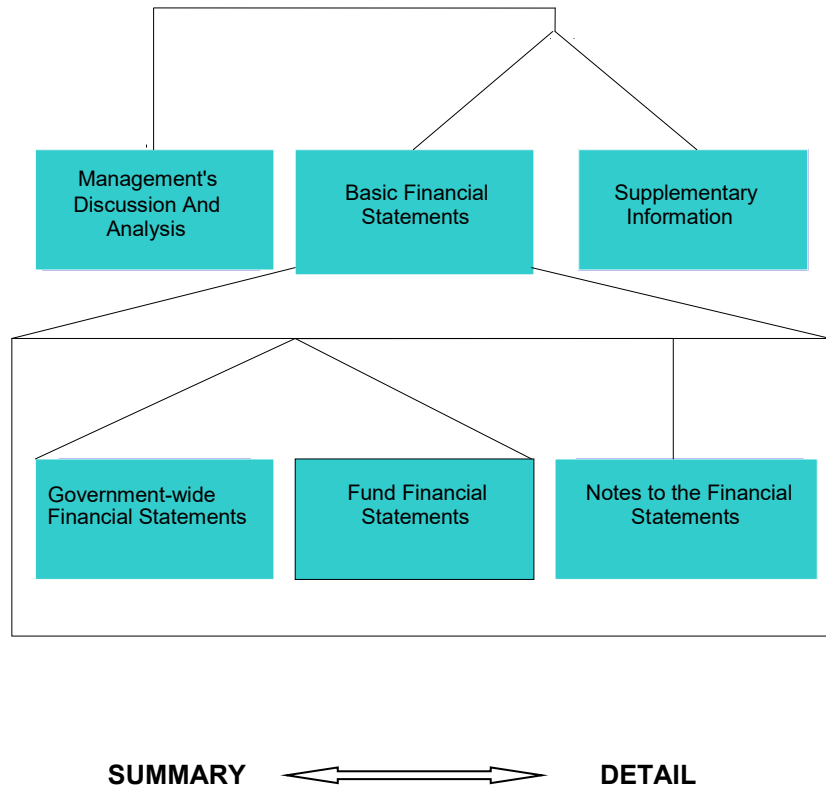 Management's
Discussion And
Analysis
Basic Financial
Statements
Supplementary
Information
Government-wide
Financial Statements
Fund Financial
Statements
Notes to the Financial
Statements
SUMMARY
DETAIL